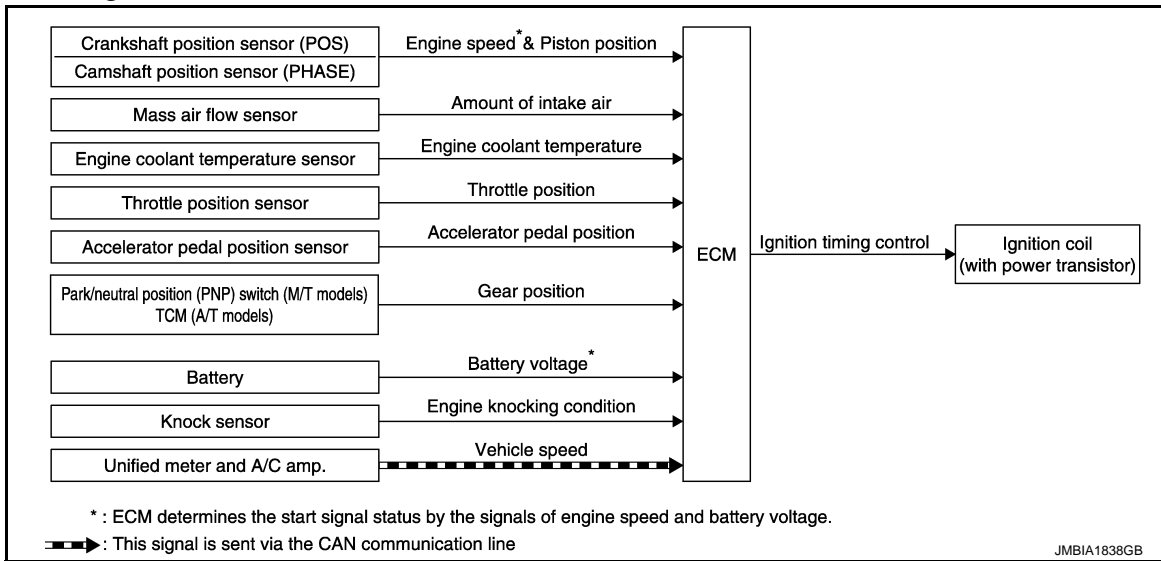 Crankshaft position sensor (POS)
Engine speed* & Piston position
Camshaft position sensor (PHASE)
Mass air flow sensor
Amount of intake air
Engine coolant temperature sensor
Engine coolant temperature
Throttle position sensor
Throttle position
Accelerator pedal position sensor
Accelerator pedal position
Park/neutral position (PNP) switch (M/T models)
TCM (A/T models)
Gear position
Battery
Battery voltage*
Knock sensor
Engine knocking condition
Unified meter and A/C amp.
Vehicle speed
ECM
Ignition timing control
Ignition coil
(with power transistor)
* : ECM determines the start signal status by the signals of engine speed and battery voltage.
: This signal is sent via the CAN communication line
JMBIA1838GB